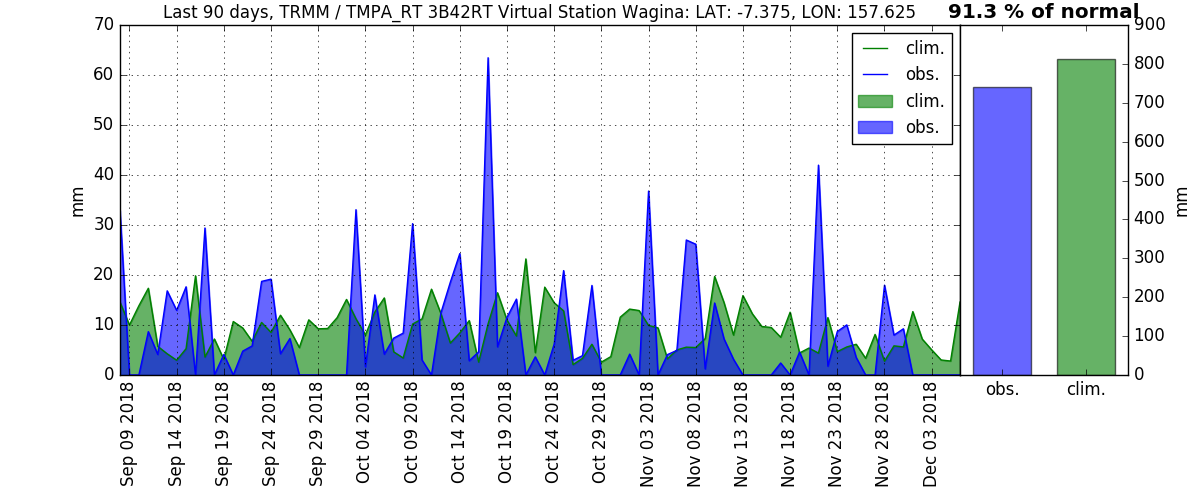 Last 90 days, TRMM / TMPA_RT 3B42RT Virtual Station Wagina: LAT: -7.375, LON: 157.625
91.3 % of normal
70
60
50
40
30
20
10
0
mm
clim.
obs.
clim.
obs.
Sep 09 2018
Sep 14 2018
Sep 19 2018
Sep 24 2018
Sep 29 2018
Oct 04 2018
Oct 09 2018
Oct 14 2018
Oct 19 2018
Oct 24 2018
Oct 29 2018
Nov 03 2018
Nov 08 2018
Nov 13 2018
Nov 18 2018
Nov 23 2018
Nov 28 2018
Dec 03 2018
900
800
700
600
500
400
300
200
100
0
mm
obs.
clim.